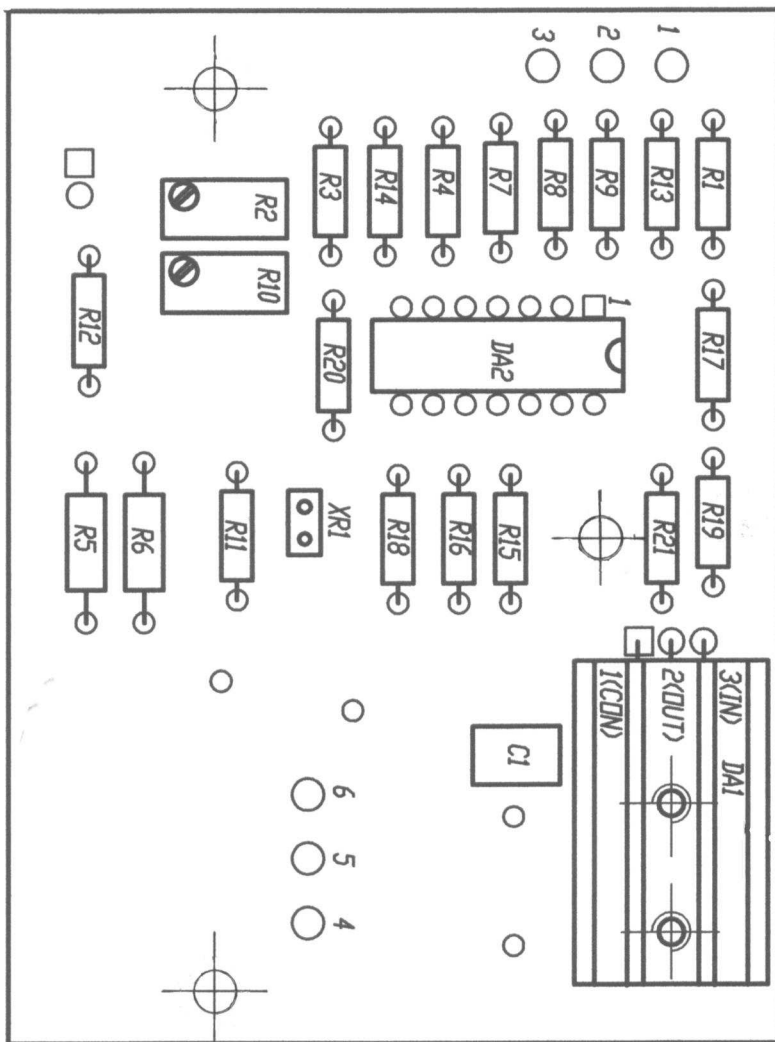 1
2
3
R1
R13
R9
R8
R7
R4
R14
R3
R2
R10
R12
R17
1
DA2
R20
R19
R21
R15
R16
R18
XR1
R11
R6
R5
3(IN)
2(OUT)
1(CON)
DA1
C1
6
5
4